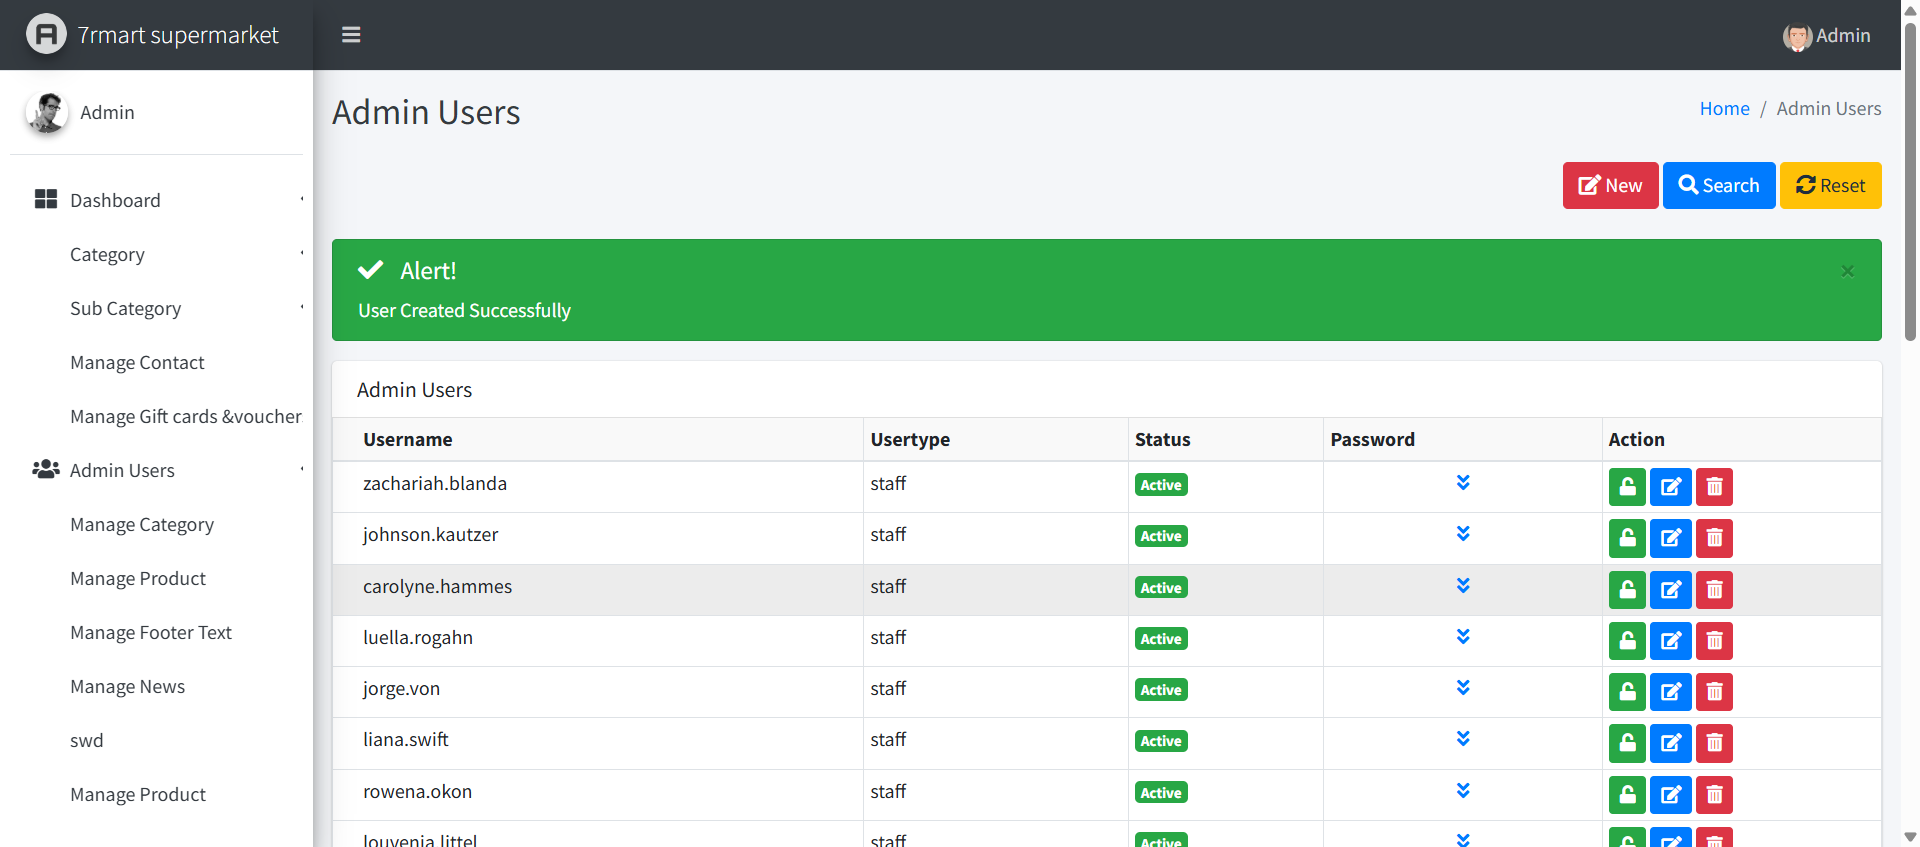 7rmart supermarket
Admin
Admin
Dashboard
Category
Sub Category
Manage Contact
Manage Gift cards &voucher
Admin Users
Manage Category
Manage Product
Manage Footer Text
Manage News
swd
Manage Product
Admin Users
Home / Admin Users
New Search Reset
Alert! ×
User Created Successfully
Admin Users
Username Usertype Status Password Action
zachariah.blanda staff Active
johnson.kautzer staff Active
carolyne.hammes staff Active
luella.rogahn staff Active
jorge.von staff Active
liana.swift staff Active
rowena.okon staff Active
louvenia.littel staff Active